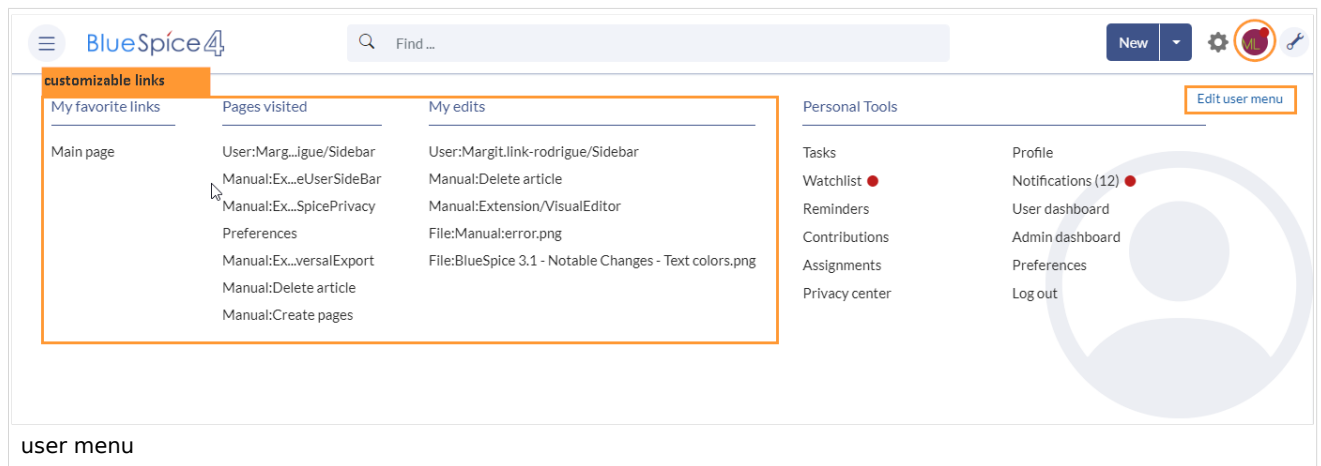 BlueSpice 4
Find ...
New
ML
customizable links
Edit user menu
My favorite links
Main page
Pages visited
User:Marg...igue/Sidebar
Manual:Ex...eUserSideBar
Manual:Ex...SpicePrivacy
Preferences
Manual:Ex...versalExport
Manual:Delete article
Manual:Create pages
My edits
User:Margit.link-rodrigue/Sidebar
Manual:Delete article
Manual:Extension/VisualEditor
File:Manual:error.png
File:BlueSpice 3.1 - Notable Changes - Text colors.png
Personal Tools
Tasks
Watchlist
Reminders
Contributions
Assignments
Privacy center
Profile
Notifications (12)
User dashboard
Admin dashboard
Preferences
Log out
user menu